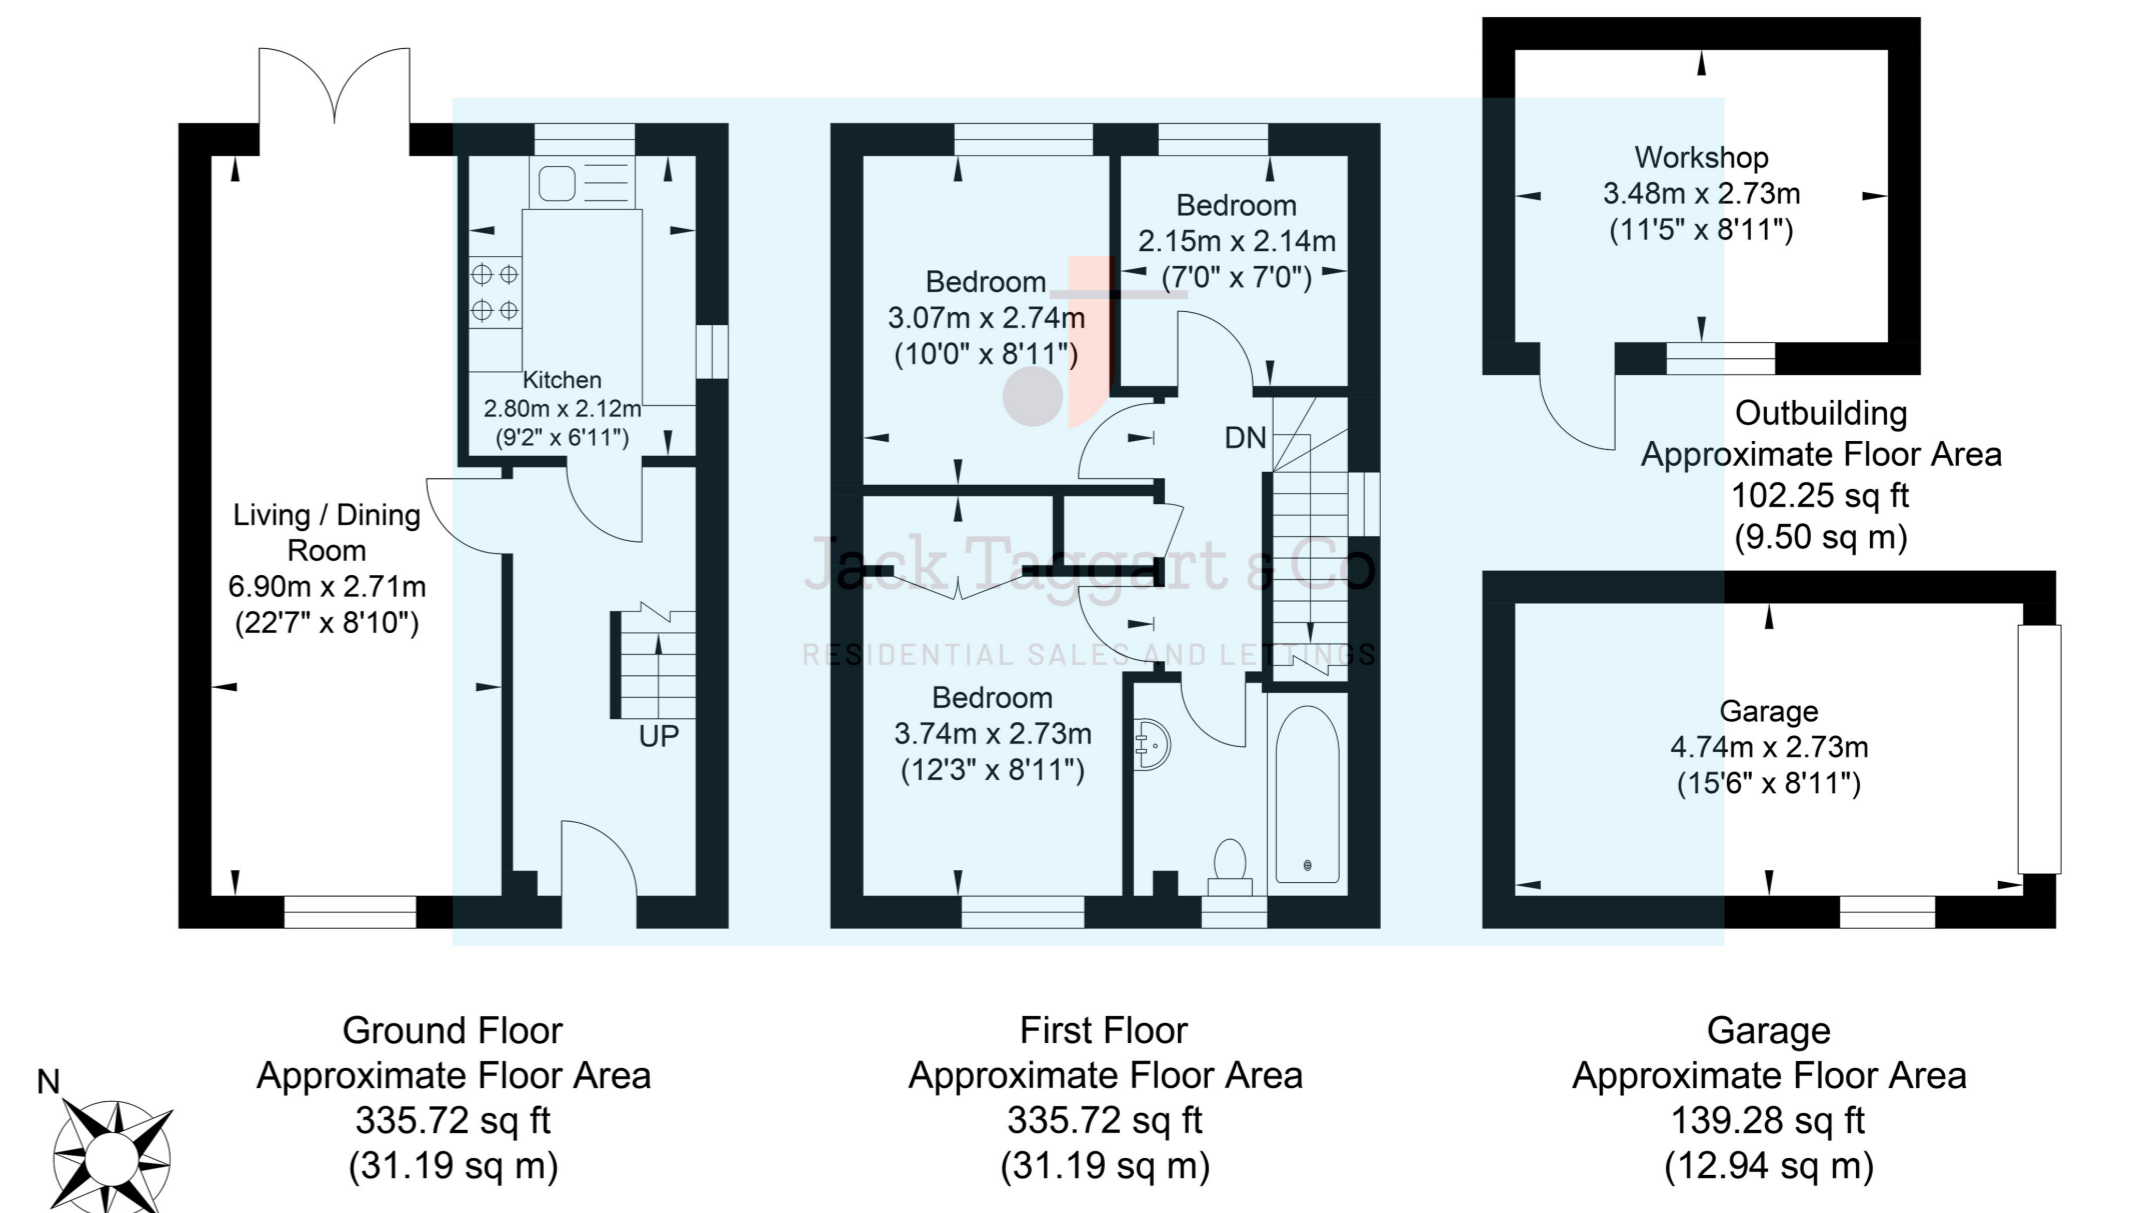 Living / Dining
Room
6.90m x 2.71m
(22'7" x 8'10")
Kitchen
2.80m x 2.12m
(9'2" x 6'11")
UP
Bedroom
3.07m x 2.74m
(10'0" x 8'11")
Bedroom
2.15m x 2.14m
(7'0" x 7'0")
DN
Bedroom
3.74m x 2.73m
(12'3" x 8'11")
Jack Taggart & Co
RESIDENTIAL SALES AND LETTINGS
Workshop
3.48m x 2.73m
(11'5" x 8'11")
Outbuilding
Approximate Floor Area
102.25 sq ft
(9.50 sq m)
Garage
4.74m x 2.73m
(15'6" x 8'11")
N
Ground Floor
Approximate Floor Area
335.72 sq ft
(31.19 sq m)
First Floor
Approximate Floor Area
335.72 sq ft
(31.19 sq m)
Garage
Approximate Floor Area
139.28 sq ft
(12.94 sq m)